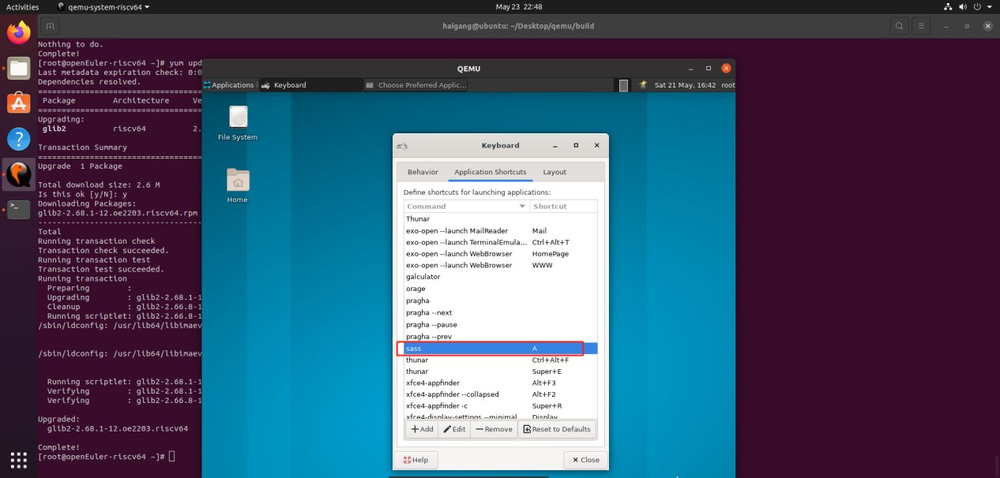 Activities qemu-system-riscv64 May 23 22:48
haigang@ubuntu: ~/Desktop/qemu/build
Nothing to do.
Complete!
[root@openEuler-riscv64 ~]# yum upd
Last metadata expiration check: 0:0
Dependencies resolved.
================================
Package Architecture Ve
================================
Upgrading:
glib2 riscv64 2.
Transaction Summary
================================
Upgrade 1 Package
Total download size: 2.6 M
Is this ok [y/N]: y
Downloading Packages:
glib2-2.68.1-12.oe2203.riscv64.rpm
--------------------------------
Total
Running transaction check
Transaction check succeeded.
Running transaction test
Transaction test succeeded.
Running transaction
Preparing :
Upgrading : glib2-2.68.1-1
Cleanup : glib2-2.66.8-1
Running scriptlet: glib2-2.66.8-1
/sbin/ldconfig: /usr/lib64/libimaev
/sbin/ldconfig: /usr/lib64/libimaev
Running scriptlet: glib2-2.68.1-1
Verifying : glib2-2.68.1-1
Verifying : glib2-2.66.8-1
Upgraded:
glib2-2.68.1-12.oe2203.riscv64
Complete!
[root@openEuler-riscv64 ~]#
QEMU
Applications Keyboard Choose Preferred Applic... Sat 21 May, 16:42 root
File System
Home
Keyboard
Behavior Application Shortcuts Layout
Define shortcuts for launching applications:
Command Shortcut
Thunar
exo-open --launch MailReader Mail
exo-open --launch TerminalEmula... Ctrl+Alt+T
exo-open --launch WebBrowser HomePage
exo-open --launch WebBrowser WWW
galculator
orage
pragha
pragha --next
pragha --pause
pragha --prev
sass A
thunar Ctrl+Alt+F
thunar Super+E
xfce4-appfinder Alt+F3
xfce4-appfinder --collapsed Alt+F2
xfce4-appfinder -c Super+R
xfce4-display-settings --minimal Display
Add Edit Remove Reset to Defaults
Help Close